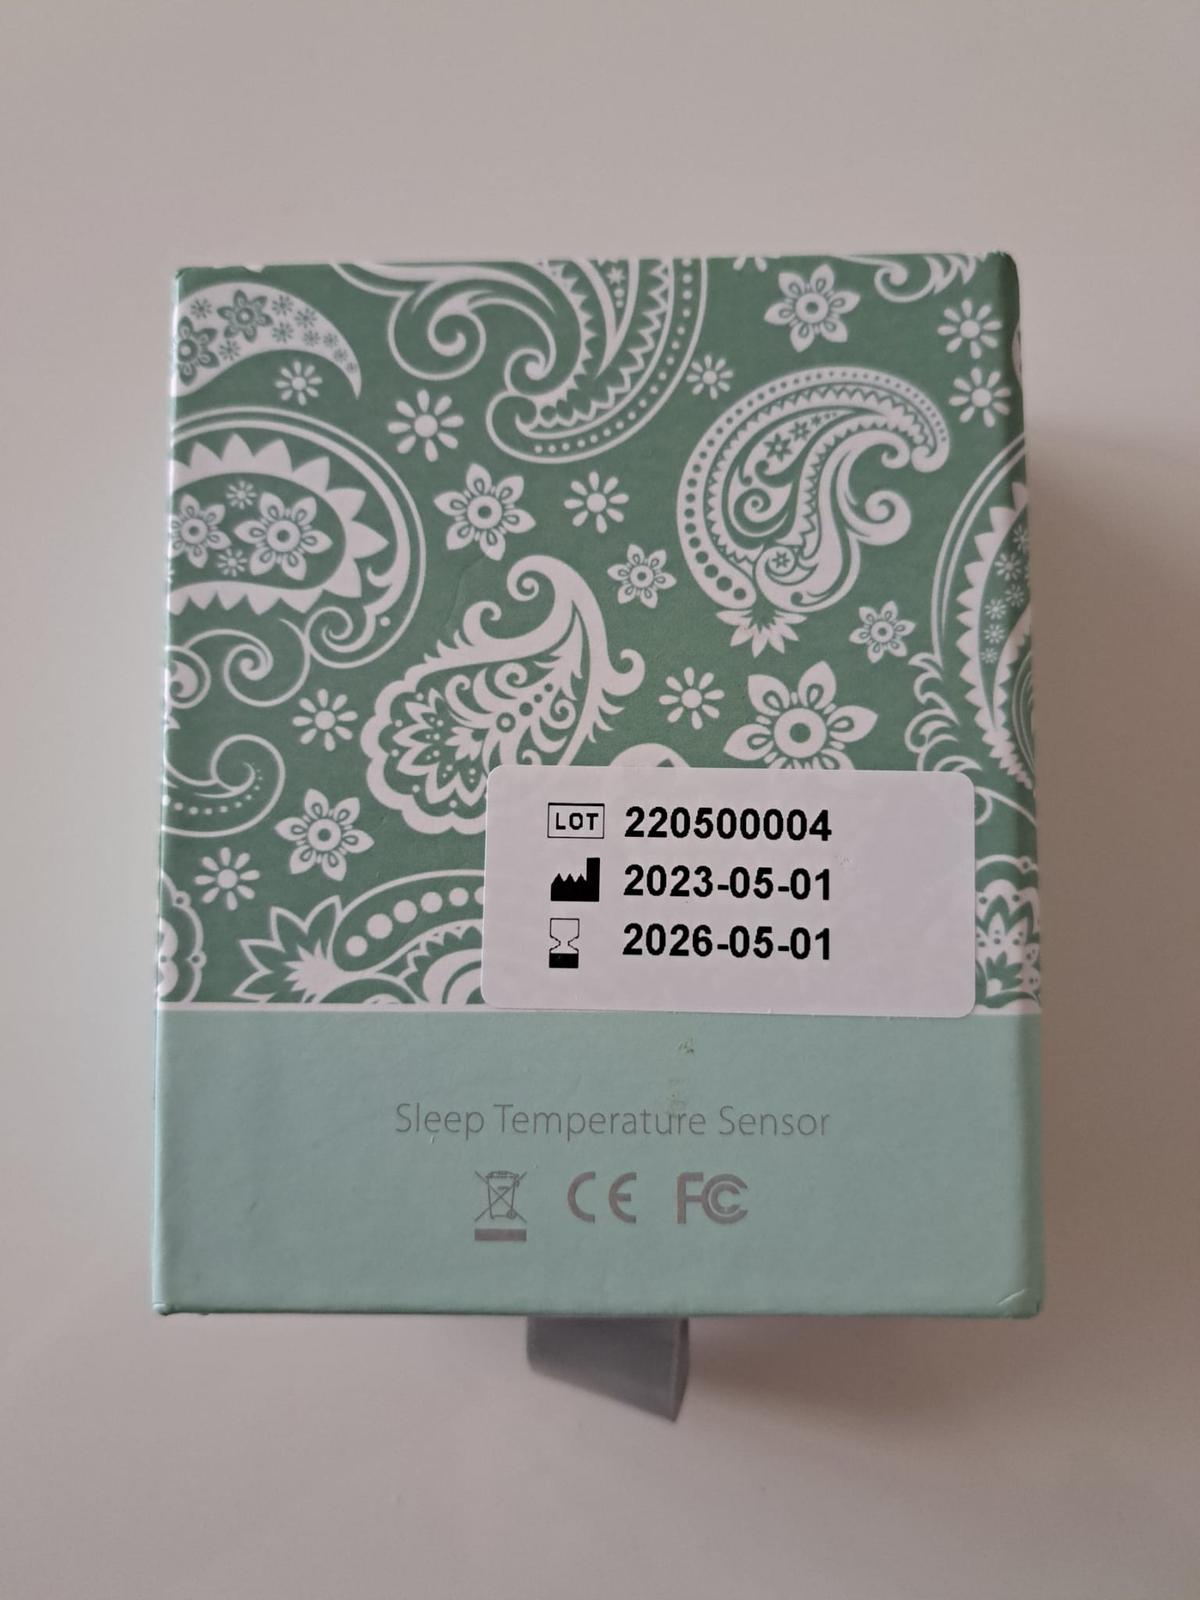 LOT 220500004
2023-05-01
2026-05-01
Sleep Temperature Sensor
CE FC